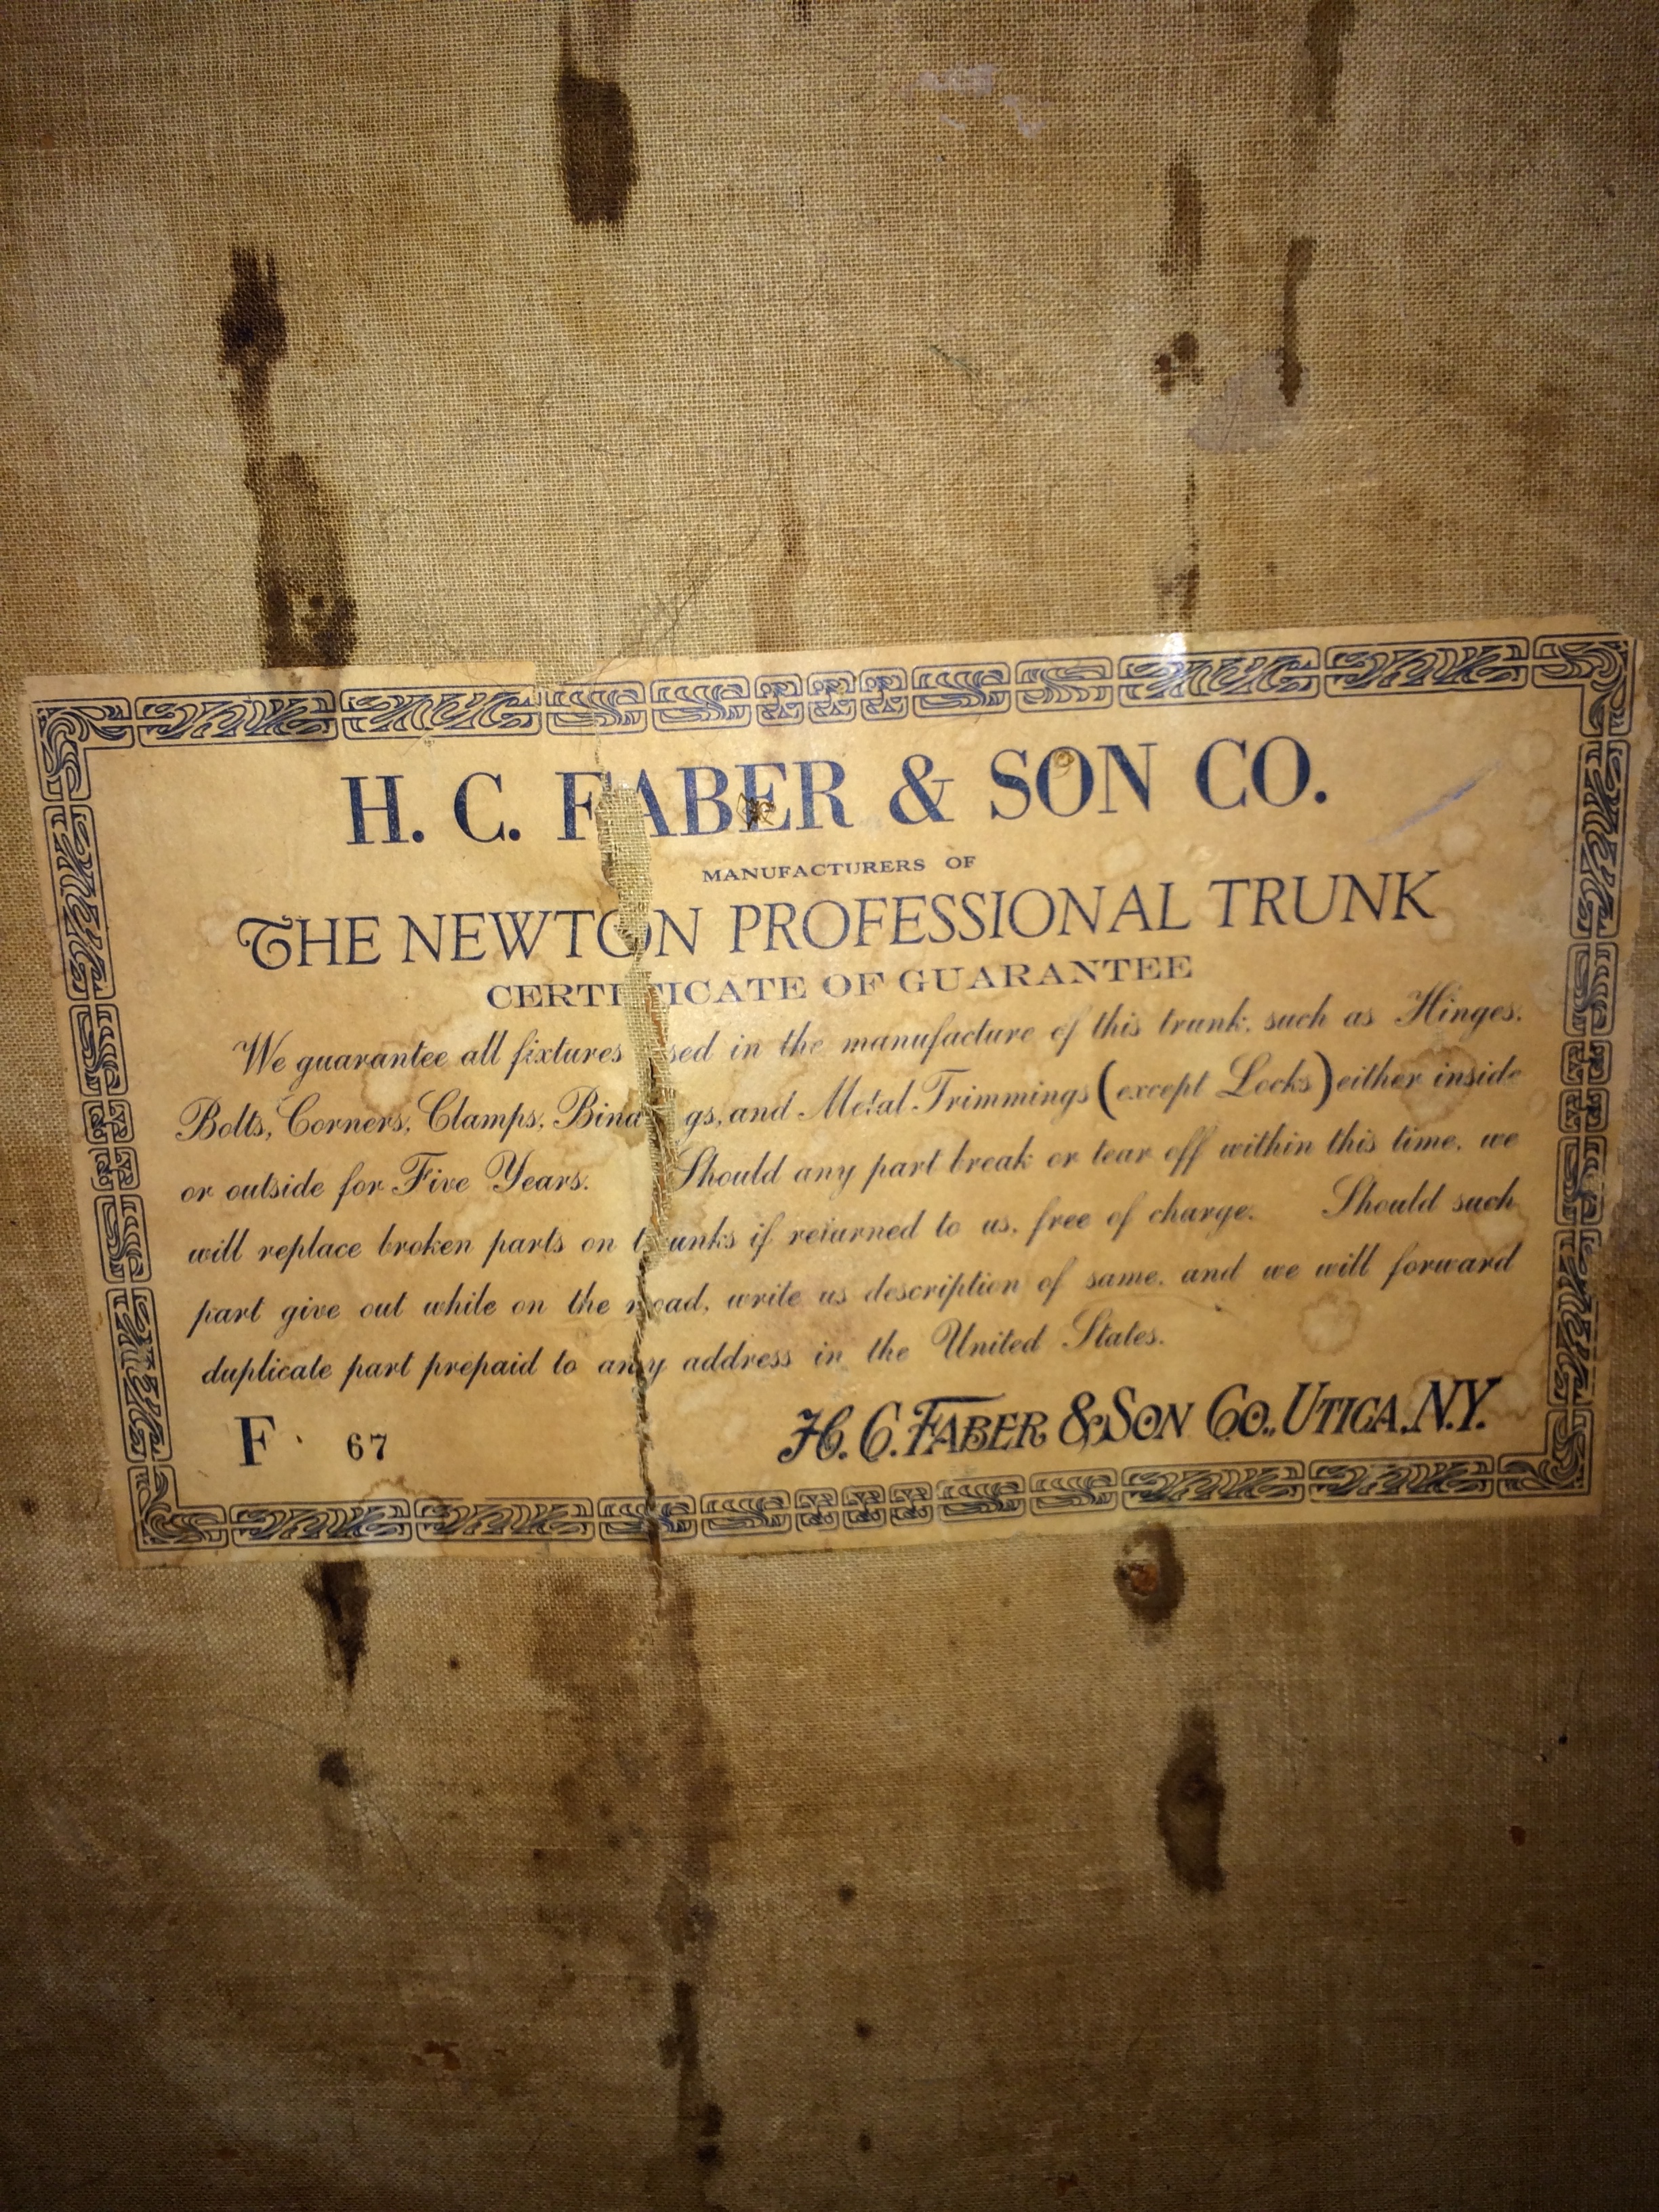 H. C. FABER & SON CO.
MANUFACTURERS OF
THE NEWTON PROFESSIONAL TRUNK
CERTIFICATE OF GUARANTEE
We guarantee all fixtures used in the manufacture of this trunk, such as Hinges,
Bolts, Corners, Clamps, Bindings, and Metal Trimmings (except Locks) either inside
or outside for Five Years. Should any part break or tear off within this time, we
will replace broken parts on trunks if returned to us, free of charge. Should such
part give out while on the road, write us description of same, and we will forward
duplicate part prepaid to any address in the United States.
F 67
H. C. FABER & SON CO., UTICA, N.Y.